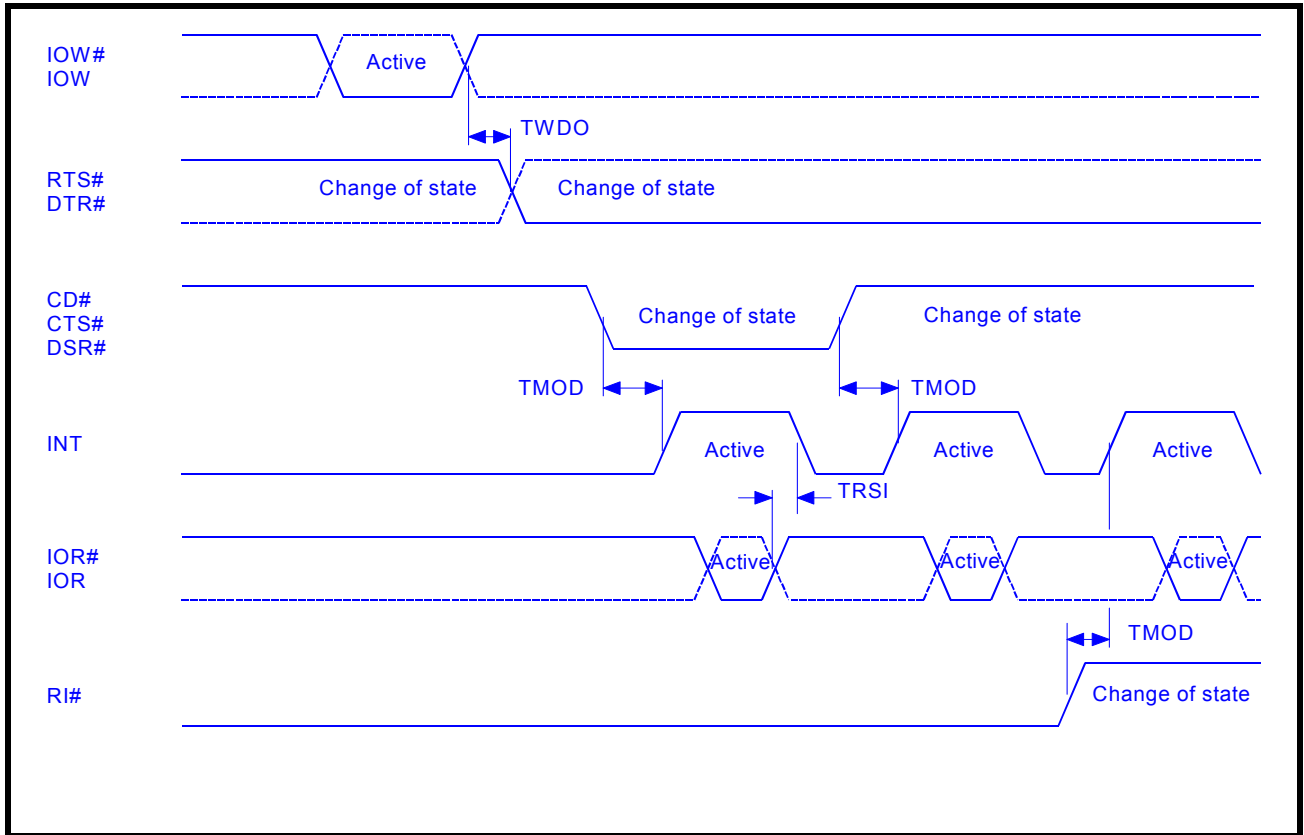 IOW#
IOW
Active
TWDO
RTS#
DTR#
Change of state
Change of state
CD#
CTS#
DSR#
Change of state
Change of state
TMOD
TMOD
INT
Active
Active
Active
TRSI
IOR#
IOR
Active
Active
Active
TMOD
RI#
Change of state